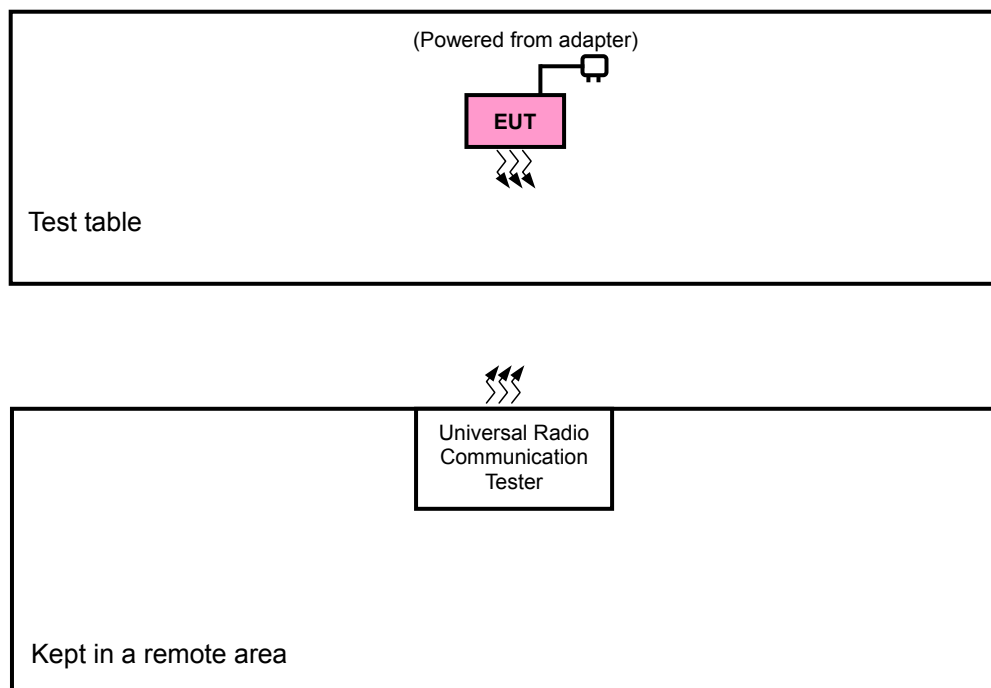 (Powered from adapter)
EUT
Test table
Universal Radio
Communication
Tester
Kept in a remote area